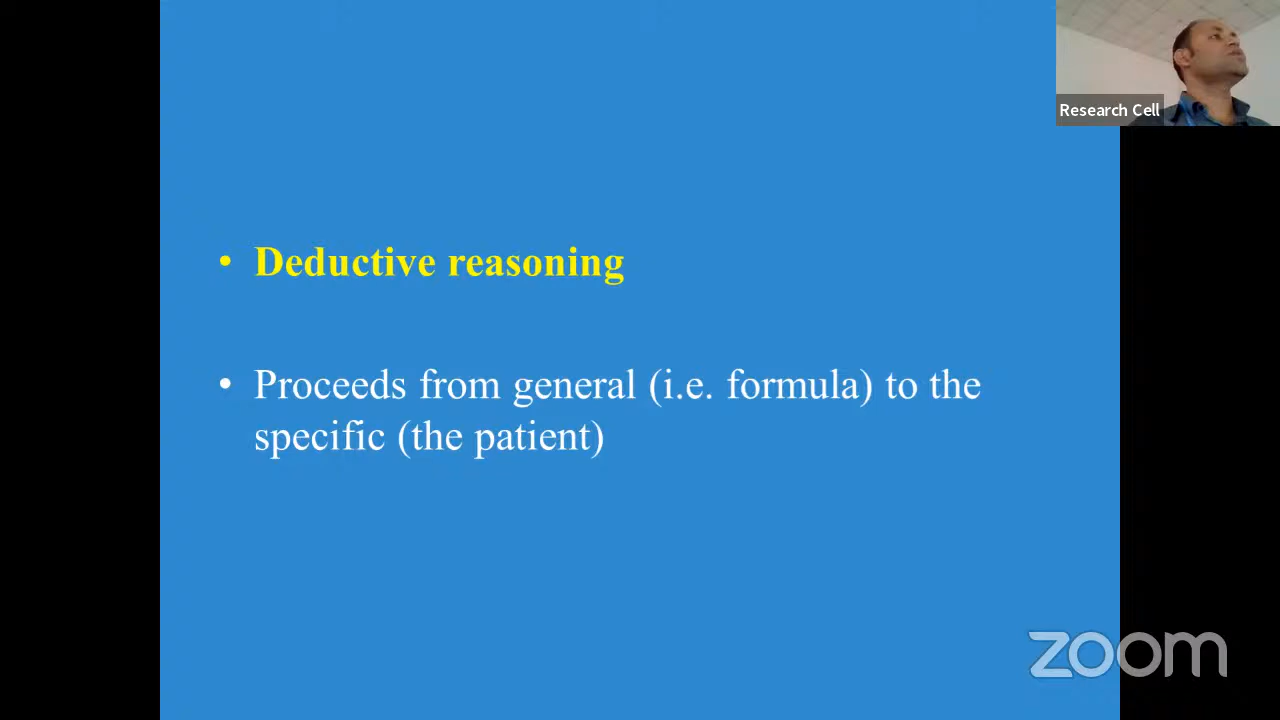 Research Cell
• Deductive reasoning
• Proceeds from general (i.e. formula) to the
specific (the patient)
zoom